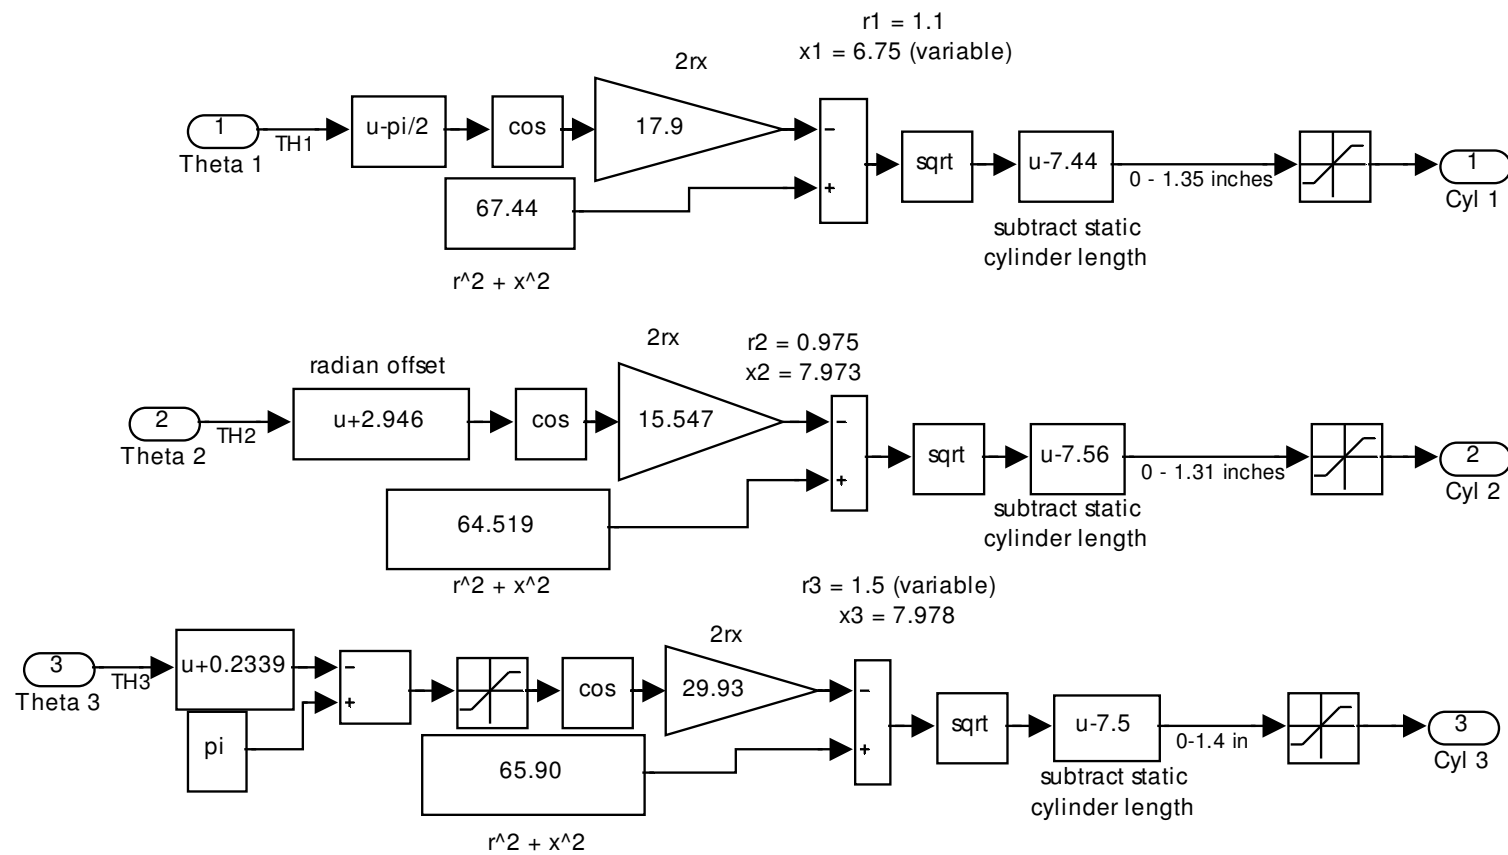 r1 = 1.1
x1 = 6.75 (variable)
2rx
1
Theta 1
TH1
u-pi/2
cos
17.9
-
+
67.44
r^2 + x^2
sqrt
u-7.44
subtract static
cylinder length
0 - 1.35 inches
1
Cyl 1
radian offset
2rx
r2 = 0.975
x2 = 7.973
2
Theta 2
TH2
u+2.946
cos
15.547
-
+
64.519
r^2 + x^2
sqrt
u-7.56
subtract static
cylinder length
0 - 1.31 inches
2
Cyl 2
r3 = 1.5 (variable)
x3 = 7.978
2rx
3
Theta 3
TH3
u+0.2339
pi
-
+
cos
29.93
-
+
65.90
r^2 + x^2
sqrt
u-7.5
subtract static
cylinder length
0-1.4 in
3
Cyl 3